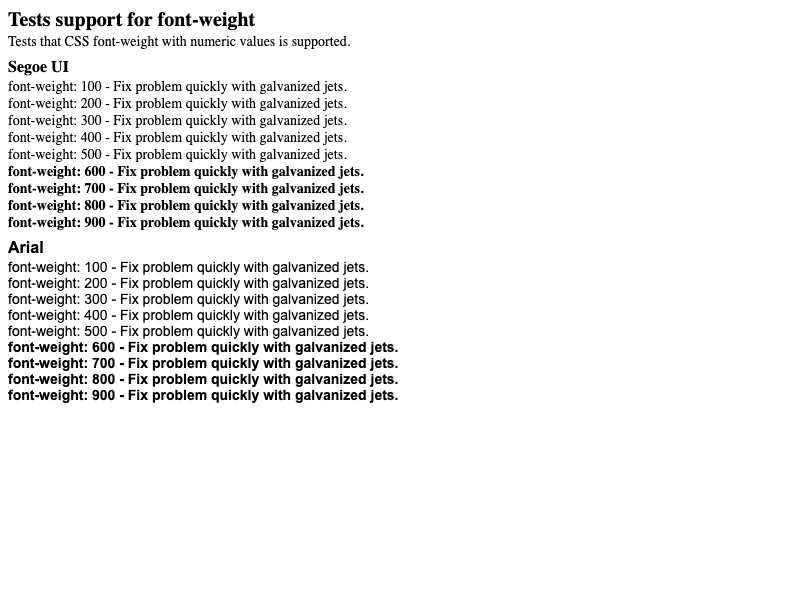 Tests support for font-weight
Tests that CSS font-weight with numeric values is supported.
Segoe UI
font-weight: 100 - Fix problem quickly with galvanized jets.
font-weight: 200 - Fix problem quickly with galvanized jets.
font-weight: 300 - Fix problem quickly with galvanized jets.
font-weight: 400 - Fix problem quickly with galvanized jets.
font-weight: 500 - Fix problem quickly with galvanized jets.
font-weight: 600 - Fix problem quickly with galvanized jets.
font-weight: 700 - Fix problem quickly with galvanized jets.
font-weight: 800 - Fix problem quickly with galvanized jets.
font-weight: 900 - Fix problem quickly with galvanized jets.
Arial
font-weight: 100 - Fix problem quickly with galvanized jets.
font-weight: 200 - Fix problem quickly with galvanized jets.
font-weight: 300 - Fix problem quickly with galvanized jets.
font-weight: 400 - Fix problem quickly with galvanized jets.
font-weight: 500 - Fix problem quickly with galvanized jets.
font-weight: 600 - Fix problem quickly with galvanized jets.
font-weight: 700 - Fix problem quickly with galvanized jets.
font-weight: 800 - Fix problem quickly with galvanized jets.
font-weight: 900 - Fix problem quickly with galvanized jets.